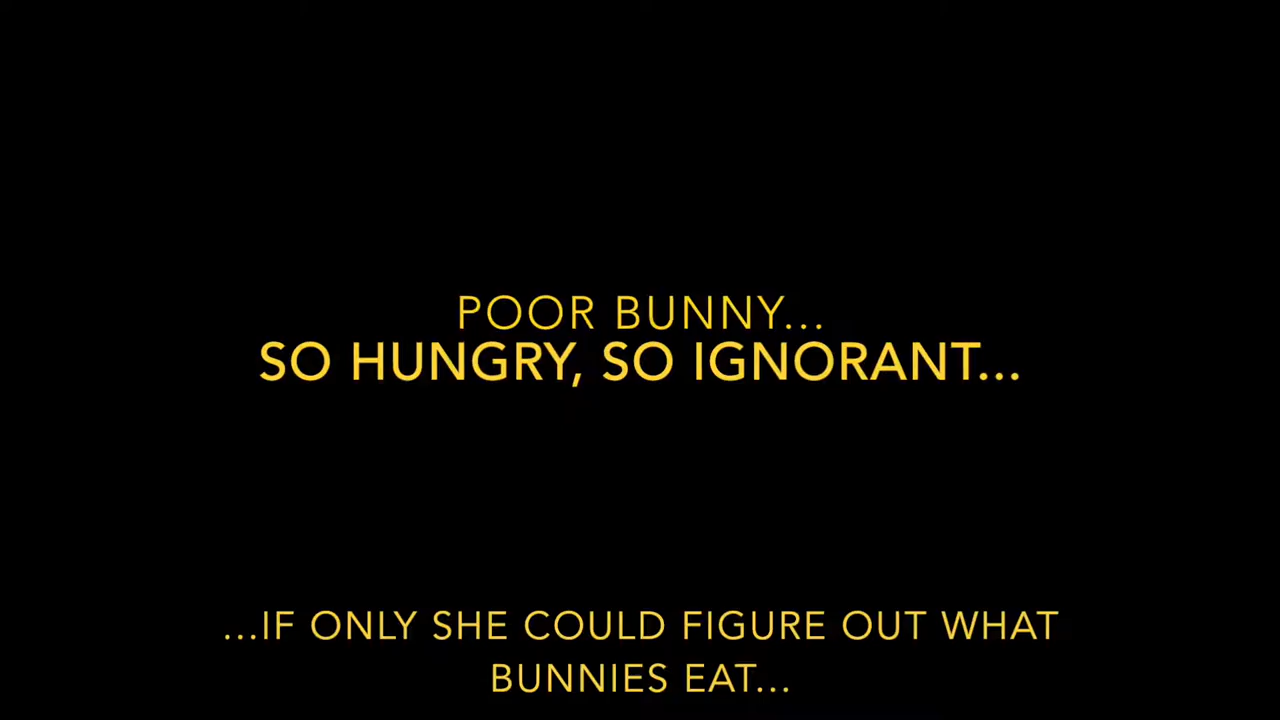 POOR BUNNY...
SO HUNGRY, SO IGNORANT...
...IF ONLY SHE COULD FIGURE OUT WHAT
BUNNIES EAT...